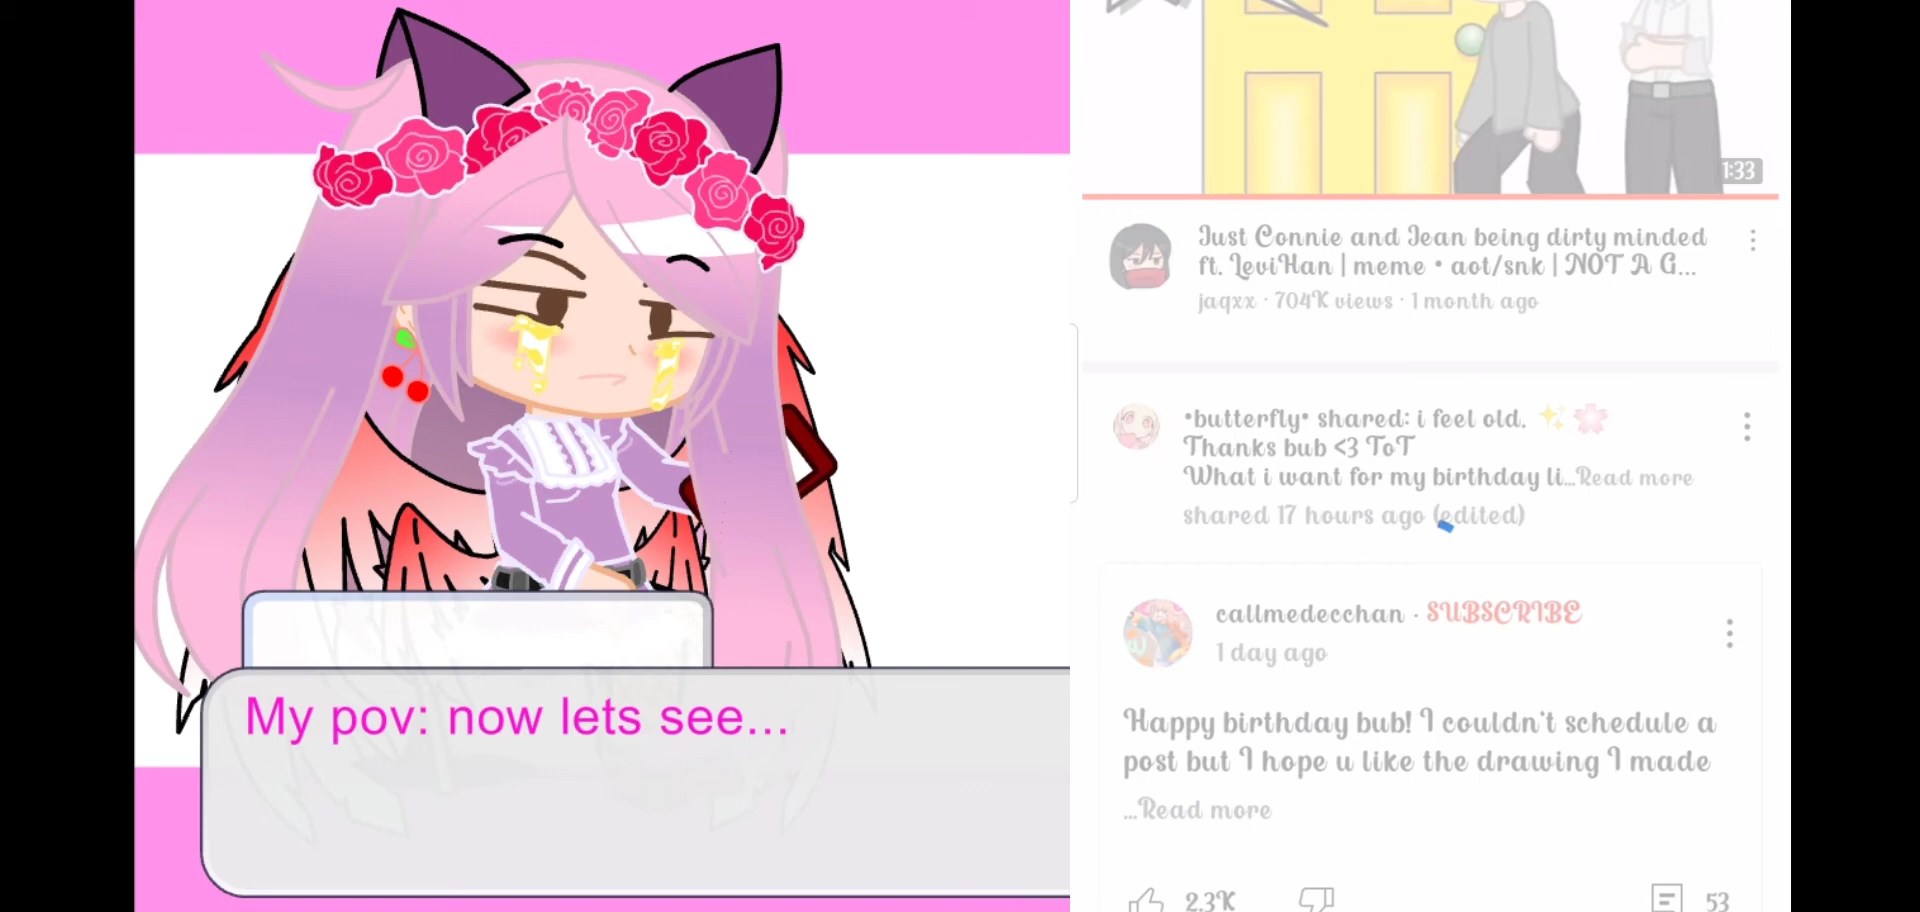 My pov: now lets see...
1:33
Just Connie and Jean being dirty minded
ft. LeviHan | meme • aot/snk | NOT A G...
jaqxx · 704K views · 1 month ago
•butterfly• shared: i feel old. ✨🌸
Thanks bub <3 ToT
What i want for my birthday li...Read more
shared 17 hours ago (edited)
callmedecchan · SUBSCRIBE
1 day ago
Happy birthday bub! I couldn't schedule a
post but I hope u like the drawing I made
...Read more
2.3K
53